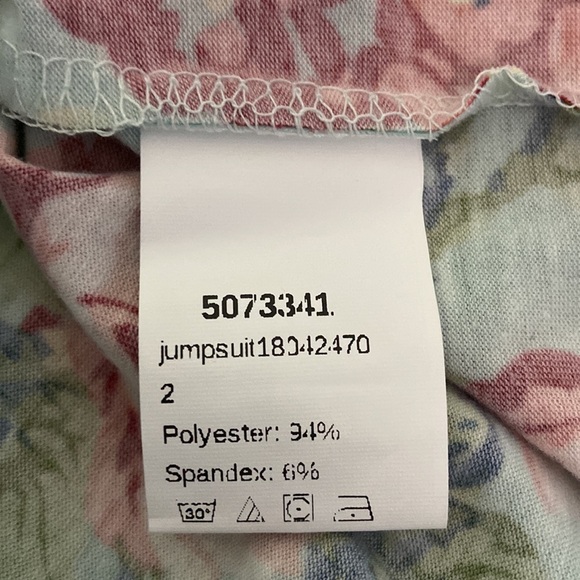 5073341.
jumpsuit18042470
2
Polyester: 94%
Spandex: 6%
30°